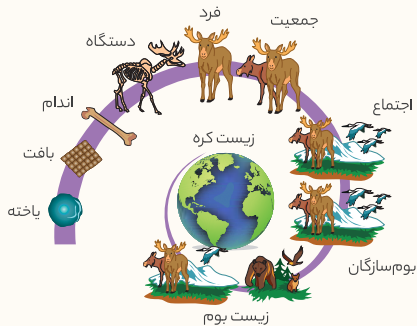 یاخته
بافت
اندام
دستگاه
فرد
جمعیت
اجتماع
بوم‌سازگان
زیست بوم
زیست کره